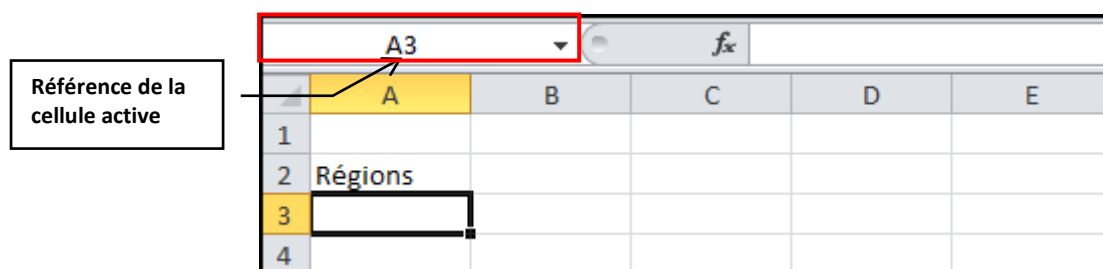 A3 fx
Référence de la
cellule active
A B C D E
1
2 Régions
3
4